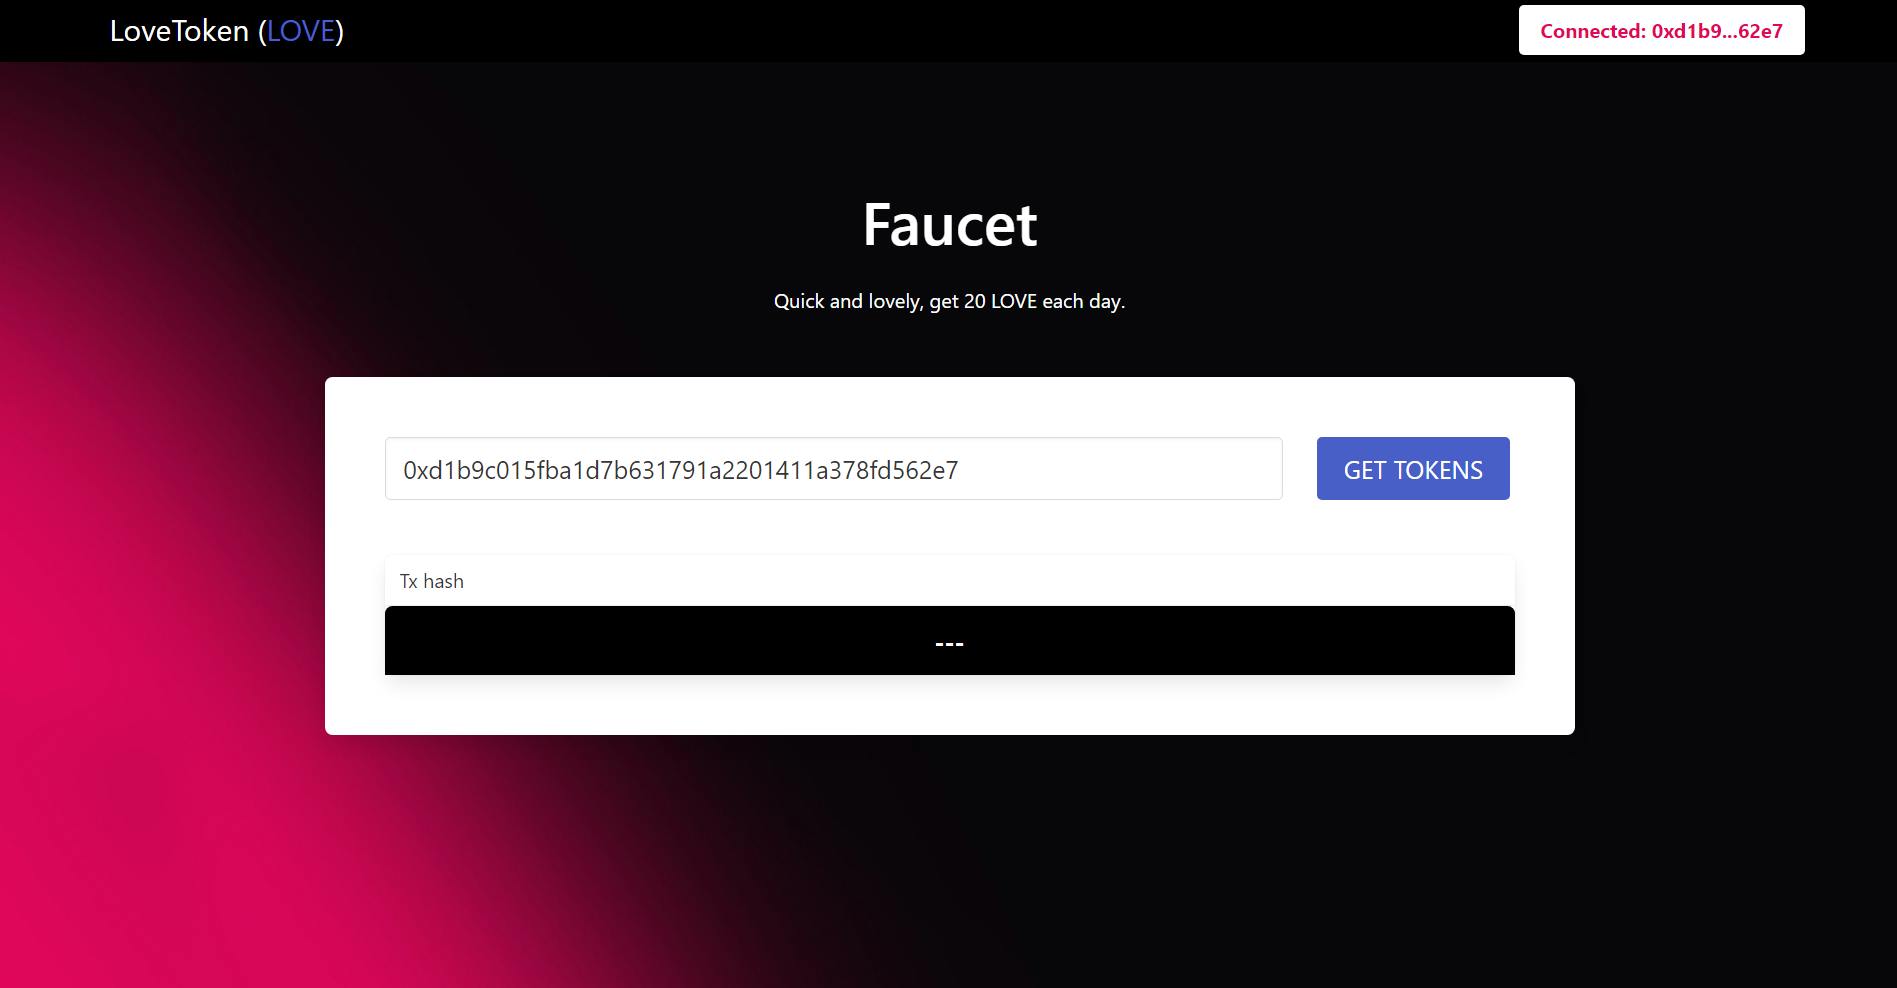 LoveToken (LOVE)
Connected: 0xd1b9...62e7
Faucet
Quick and lovely, get 20 LOVE each day.
0xd1b9c015fba1d7b631791a2201411a378fd562e7
GET TOKENS
Tx hash
---